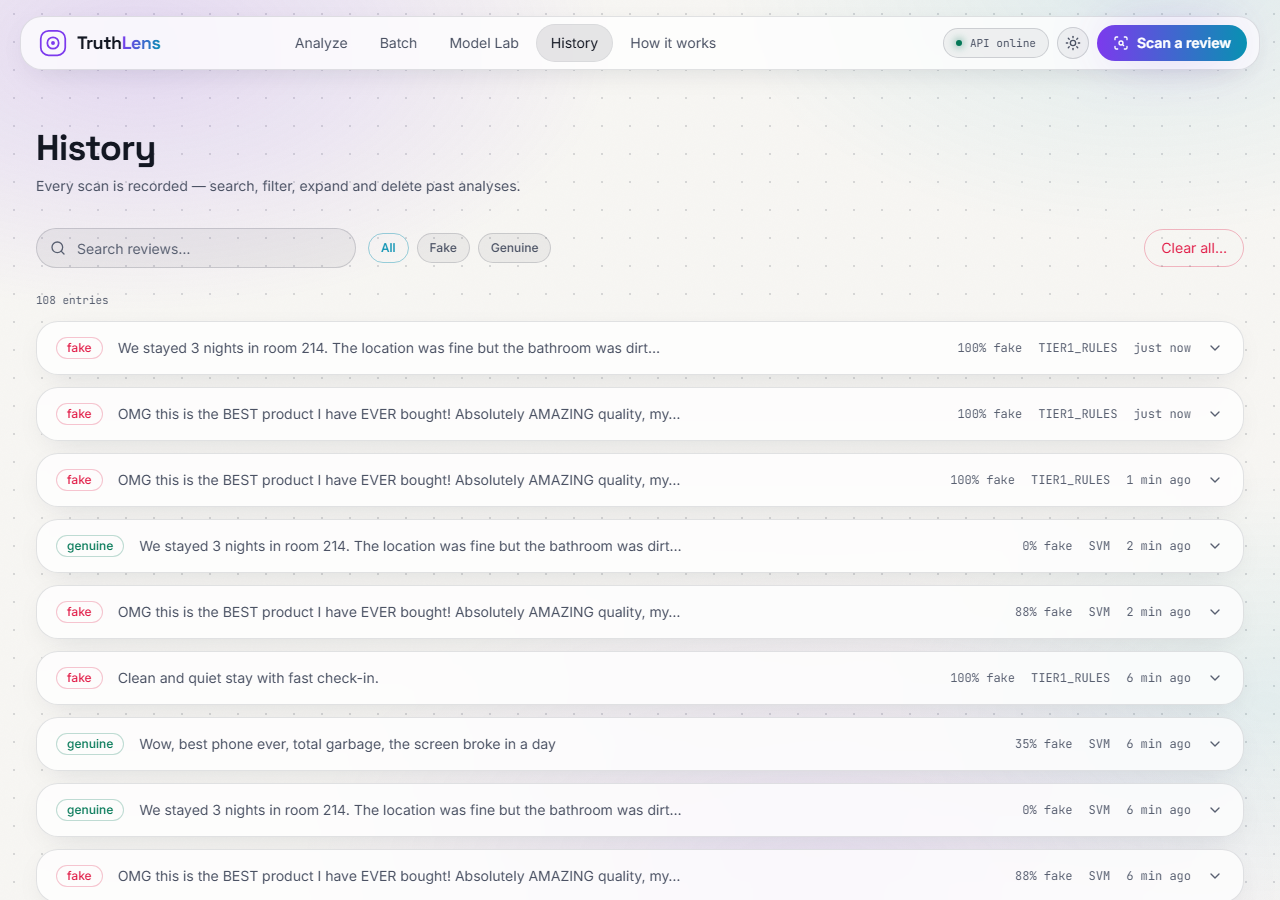 TruthLens
Analyze Batch Model Lab History How it works
API online
Scan a review
History
Every scan is recorded — search, filter, expand and delete past analyses.
Search reviews...
All Fake Genuine
Clear all...
108 entries
fake We stayed 3 nights in room 214. The location was fine but the bathroom was dirt... 100% fake TIER1_RULES just now
fake OMG this is the BEST product I have EVER bought! Absolutely AMAZING quality, my... 100% fake TIER1_RULES just now
fake OMG this is the BEST product I have EVER bought! Absolutely AMAZING quality, my... 100% fake TIER1_RULES 1 min ago
genuine We stayed 3 nights in room 214. The location was fine but the bathroom was dirt... 0% fake SVM 2 min ago
fake OMG this is the BEST product I have EVER bought! Absolutely AMAZING quality, my... 88% fake SVM 2 min ago
fake Clean and quiet stay with fast check-in. 100% fake TIER1_RULES 6 min ago
genuine Wow, best phone ever, total garbage, the screen broke in a day 35% fake SVM 6 min ago
genuine We stayed 3 nights in room 214. The location was fine but the bathroom was dirt... 0% fake SVM 6 min ago
fake OMG this is the BEST product I have EVER bought! Absolutely AMAZING quality, my... 88% fake SVM 6 min ago